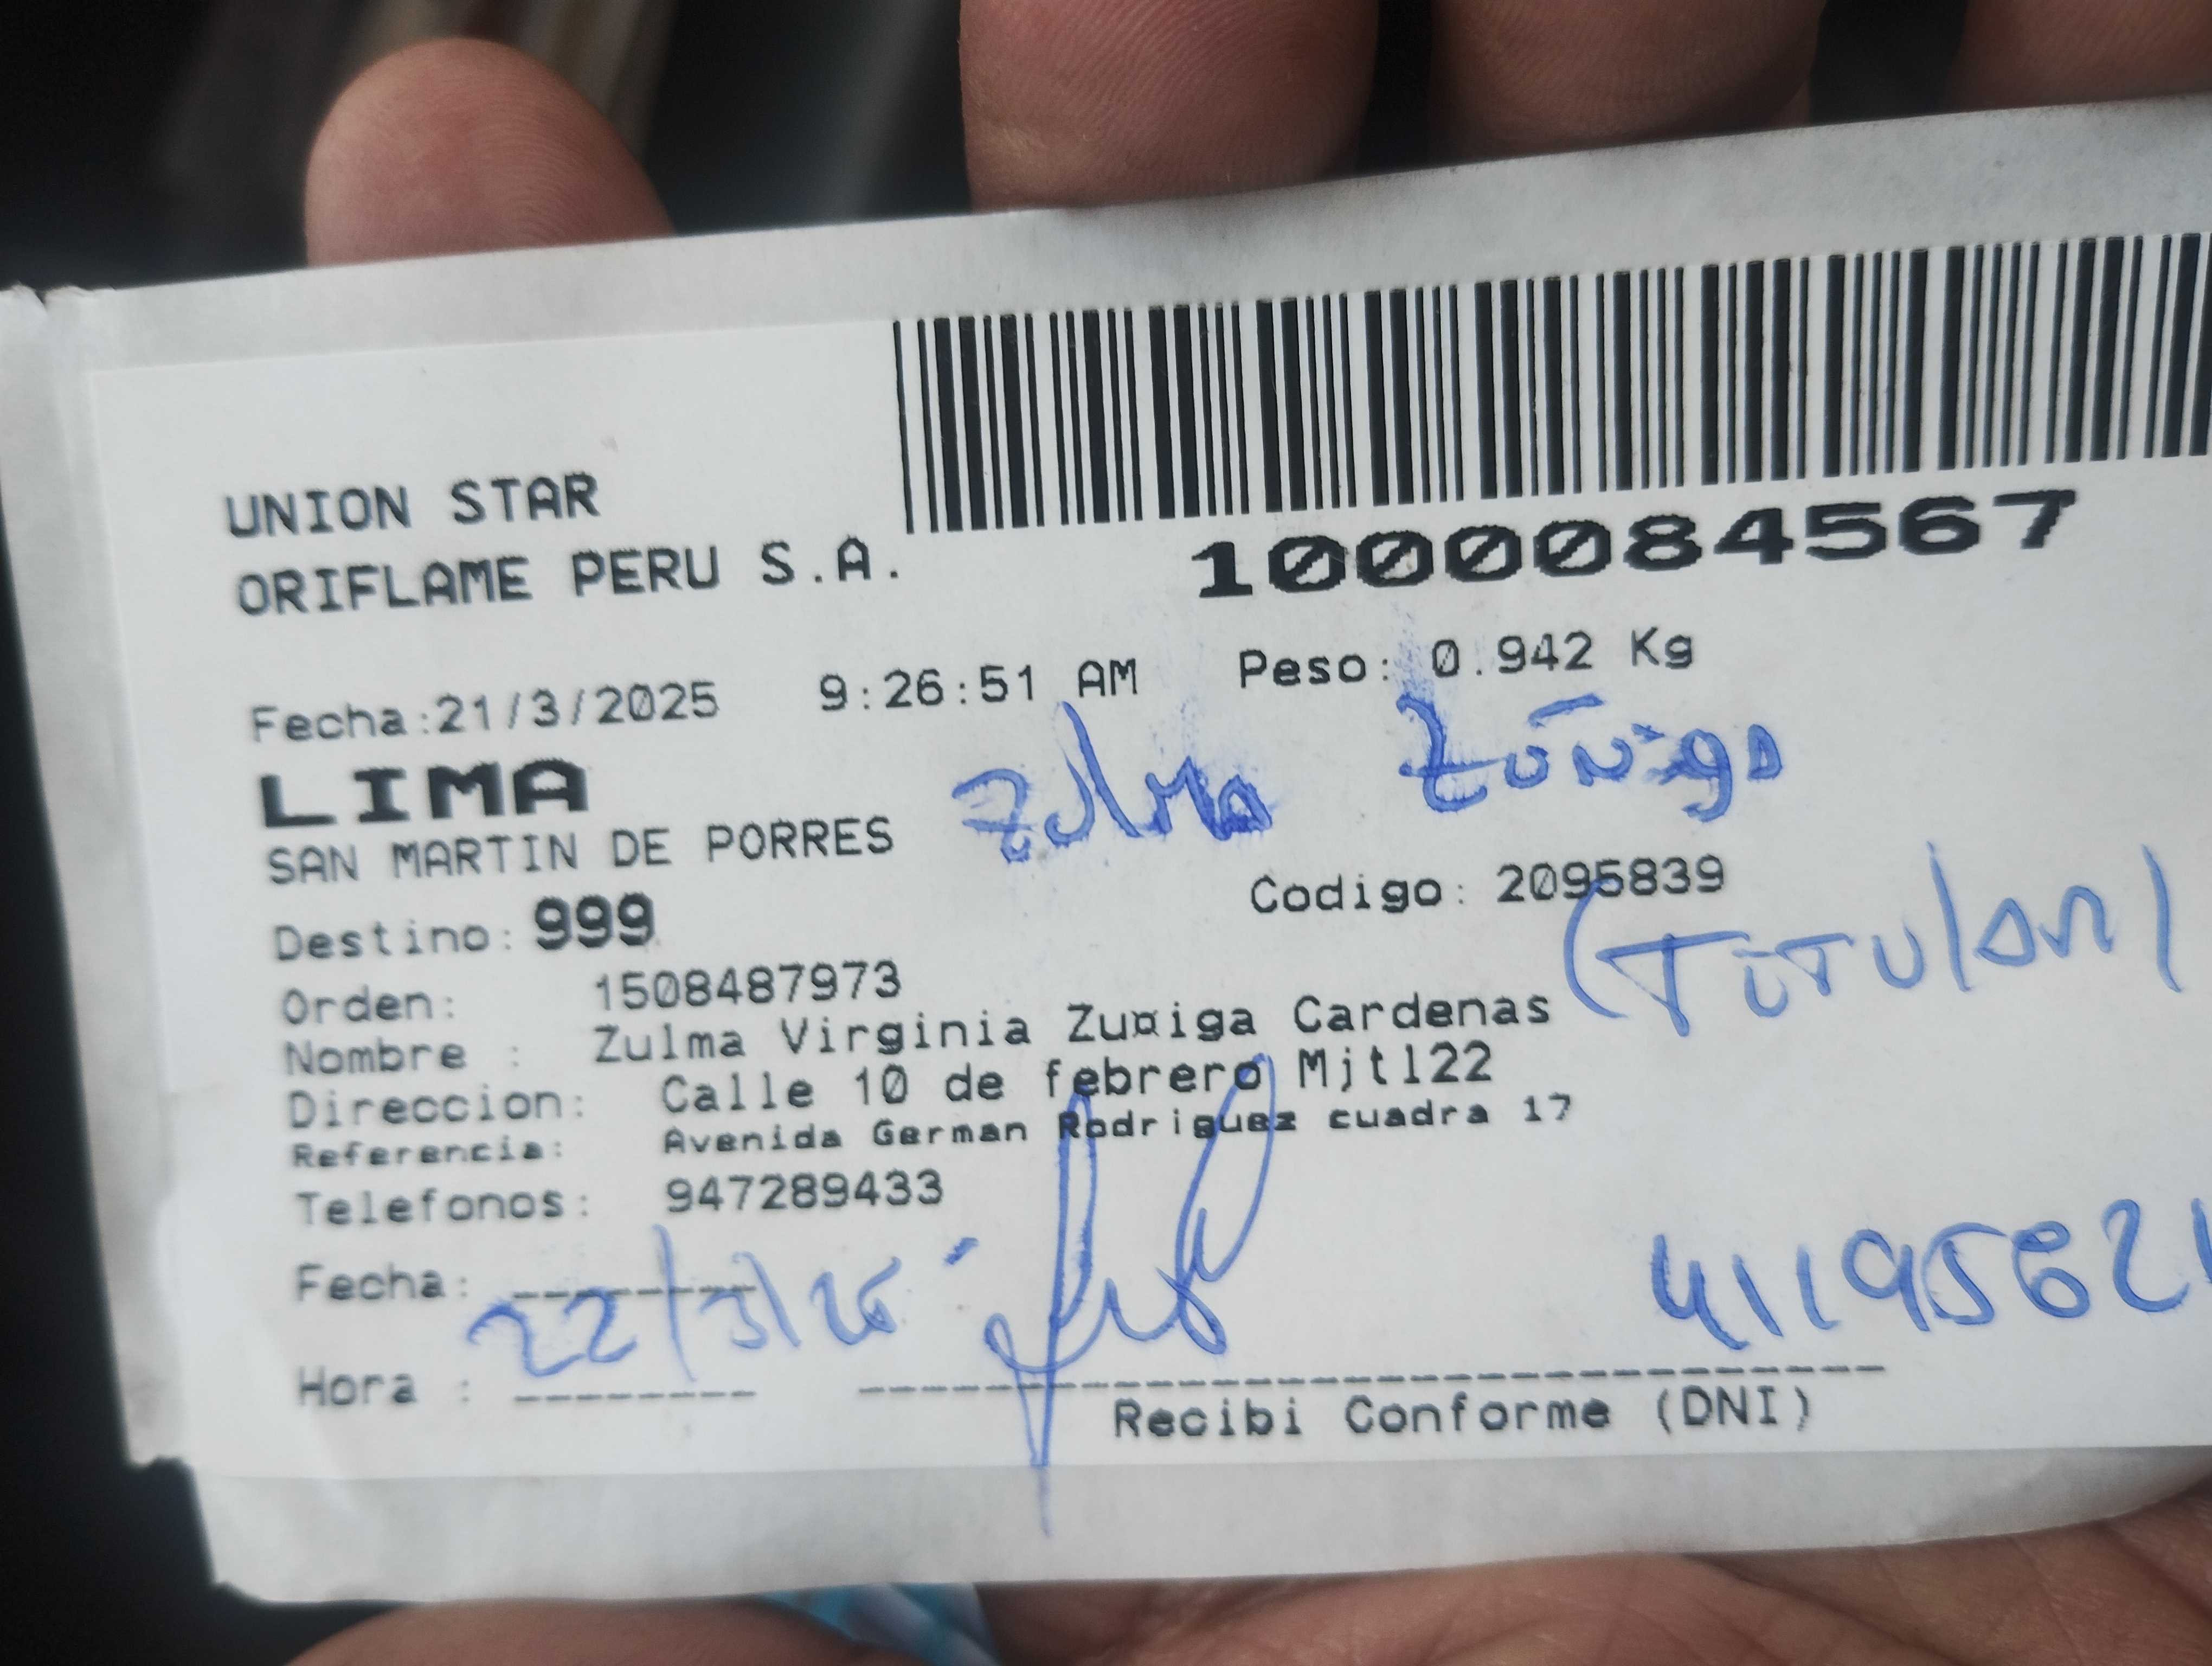 UNION STAR
ORIFLAME PERU S.A.
1000084567
Fecha:21/3/2025 9:26:51 AM Peso: 0.942 Kg
LIMA
Zulma Zúñiga
SAN MARTIN DE PORRES
Codigo: 2095839
Destino: 999
(TiTUlAR)
Orden: 1508487973
Nombre : Zulma Virginia Zu¤iga Cardenas
Direccion: Calle 10 de febrero Mjtl22
Referencia: Avenida German Rodriguez cuadra 17
Telefonos: 947289433
Fecha: 22/3/25
41195621
Hora :
Recibi Conforme (DNI)